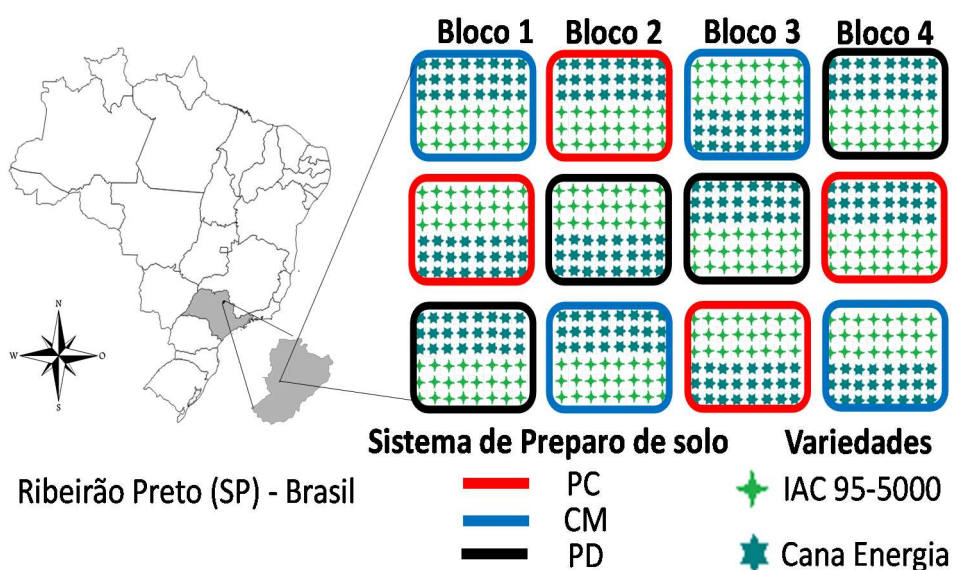 Bloco 1 Bloco 2 Bloco 3 Bloco 4
N
W O
S
Sistema de Preparo de solo
PC
CM
PD
Variedades
IAC 95-5000
Cana Energia
Ribeirão Preto (SP) - Brasil